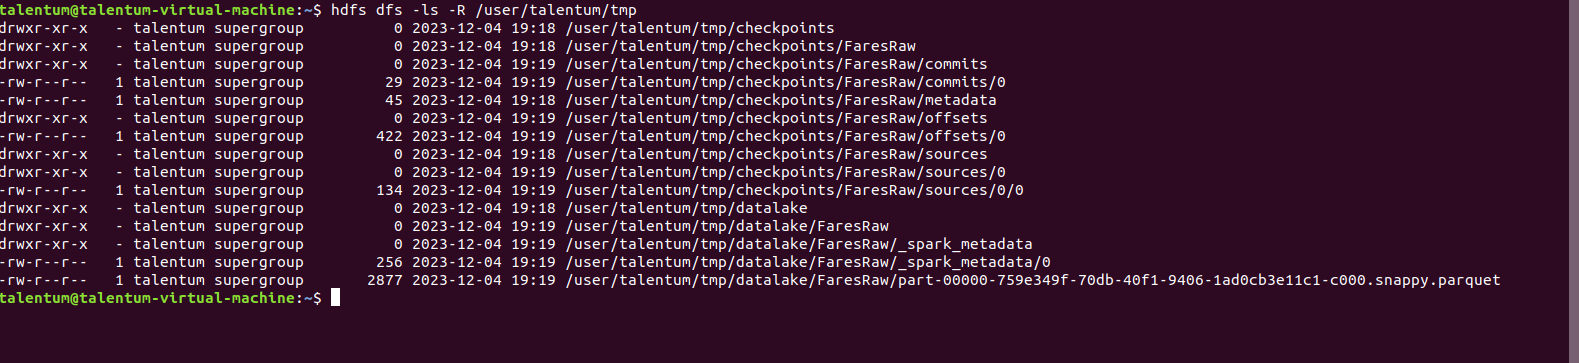 talentum@talentum-virtual-machine:~$ hdfs dfs -ls -R /user/talentum/tmp
drwxr-xr-x   - talentum supergroup          0 2023-12-04 19:18 /user/talentum/tmp/checkpoints
drwxr-xr-x   - talentum supergroup          0 2023-12-04 19:18 /user/talentum/tmp/checkpoints/FaresRaw
drwxr-xr-x   - talentum supergroup          0 2023-12-04 19:19 /user/talentum/tmp/checkpoints/FaresRaw/commits
-rw-r--r--   1 talentum supergroup         29 2023-12-04 19:19 /user/talentum/tmp/checkpoints/FaresRaw/commits/0
-rw-r--r--   1 talentum supergroup         45 2023-12-04 19:18 /user/talentum/tmp/checkpoints/FaresRaw/metadata
drwxr-xr-x   - talentum supergroup          0 2023-12-04 19:19 /user/talentum/tmp/checkpoints/FaresRaw/offsets
-rw-r--r--   1 talentum supergroup        422 2023-12-04 19:19 /user/talentum/tmp/checkpoints/FaresRaw/offsets/0
drwxr-xr-x   - talentum supergroup          0 2023-12-04 19:18 /user/talentum/tmp/checkpoints/FaresRaw/sources
drwxr-xr-x   - talentum supergroup          0 2023-12-04 19:19 /user/talentum/tmp/checkpoints/FaresRaw/sources/0
-rw-r--r--   1 talentum supergroup        134 2023-12-04 19:19 /user/talentum/tmp/checkpoints/FaresRaw/sources/0/0
drwxr-xr-x   - talentum supergroup          0 2023-12-04 19:18 /user/talentum/tmp/datalake
drwxr-xr-x   - talentum supergroup          0 2023-12-04 19:19 /user/talentum/tmp/datalake/FaresRaw
drwxr-xr-x   - talentum supergroup          0 2023-12-04 19:19 /user/talentum/tmp/datalake/FaresRaw/_spark_metadata
-rw-r--r--   1 talentum supergroup        256 2023-12-04 19:19 /user/talentum/tmp/datalake/FaresRaw/_spark_metadata/0
-rw-r--r--   1 talentum supergroup       2877 2023-12-04 19:19 /user/talentum/tmp/datalake/FaresRaw/part-00000-759e349f-70db-40f1-9406-1ad0cb3e11c1-c000.snappy.parquet
talentum@talentum-virtual-machine:~$